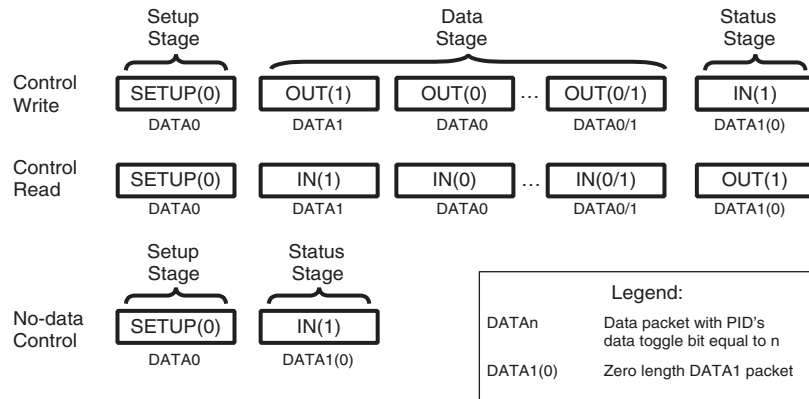 Setup Stage
Data Stage
Status Stage
Control Write
SETUP(0) OUT(1) OUT(0) ... OUT(0/1) IN(1)
DATA0 DATA1 DATA0 DATA0/1 DATA1(0)
Control Read
SETUP(0) IN(1) IN(0) ... IN(0/1) OUT(1)
DATA0 DATA1 DATA0 DATA0/1 DATA1(0)
Setup Stage
Status Stage
No-data Control
SETUP(0) IN(1)
DATA0 DATA1(0)
Legend:
DATAn Data packet with PID's
data toggle bit equal to n
DATA1(0) Zero length DATA1 packet